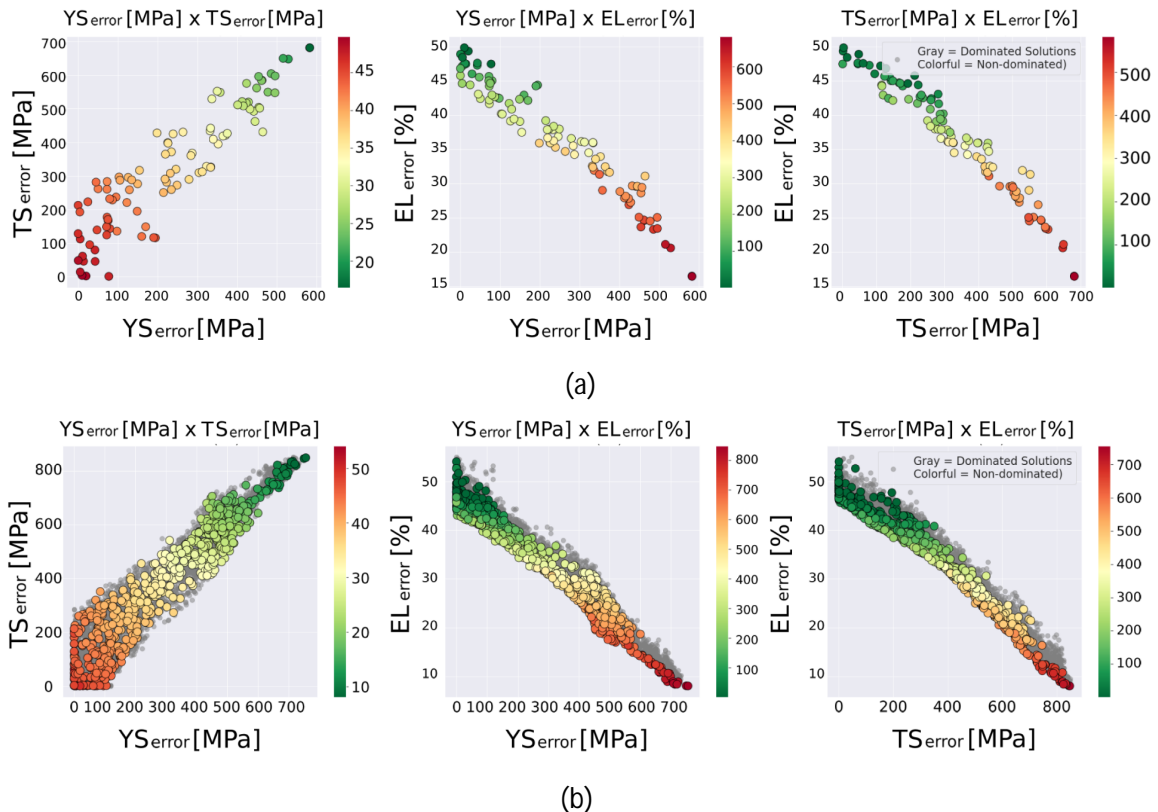 YSerror [MPa] x TSerror [MPa]
YSerror [MPa] x ELerror [%]
TSerror [MPa] x ELerror [%]
TSerror [MPa]
700
600
500
400
300
200
100
0
0 100 200 300 400 500 600
YSerror [MPa]
45
40
35
30
25
20
ELerror [%]
50
45
40
35
30
25
20
15
0 100 200 300 400 500 600
YSerror [MPa]
600
500
400
300
200
100
ELerror [%]
50
45
40
35
30
25
20
15
Gray = Dominated Solutions
Colorful = Non-dominated)
0 100 200 300 400 500 600 700
TSerror [MPa]
500
400
300
200
100
(a)
YSerror [MPa] x TSerror [MPa]
YSerror [MPa] x ELerror [%]
TSerror [MPa] x ELerror [%]
TSerror [MPa]
800
600
400
200
0
0 100 200 300 400 500 600 700
YSerror [MPa]
50
40
30
20
10
ELerror [%]
50
40
30
20
10
0 100 200 300 400 500 600 700
YSerror [MPa]
800
700
600
500
400
300
200
100
ELerror [%]
50
40
30
20
10
Gray = Dominated Solutions
Colorful = Non-dominated)
0 200 400 600 800
TSerror [MPa]
700
600
500
400
300
200
100
(b)